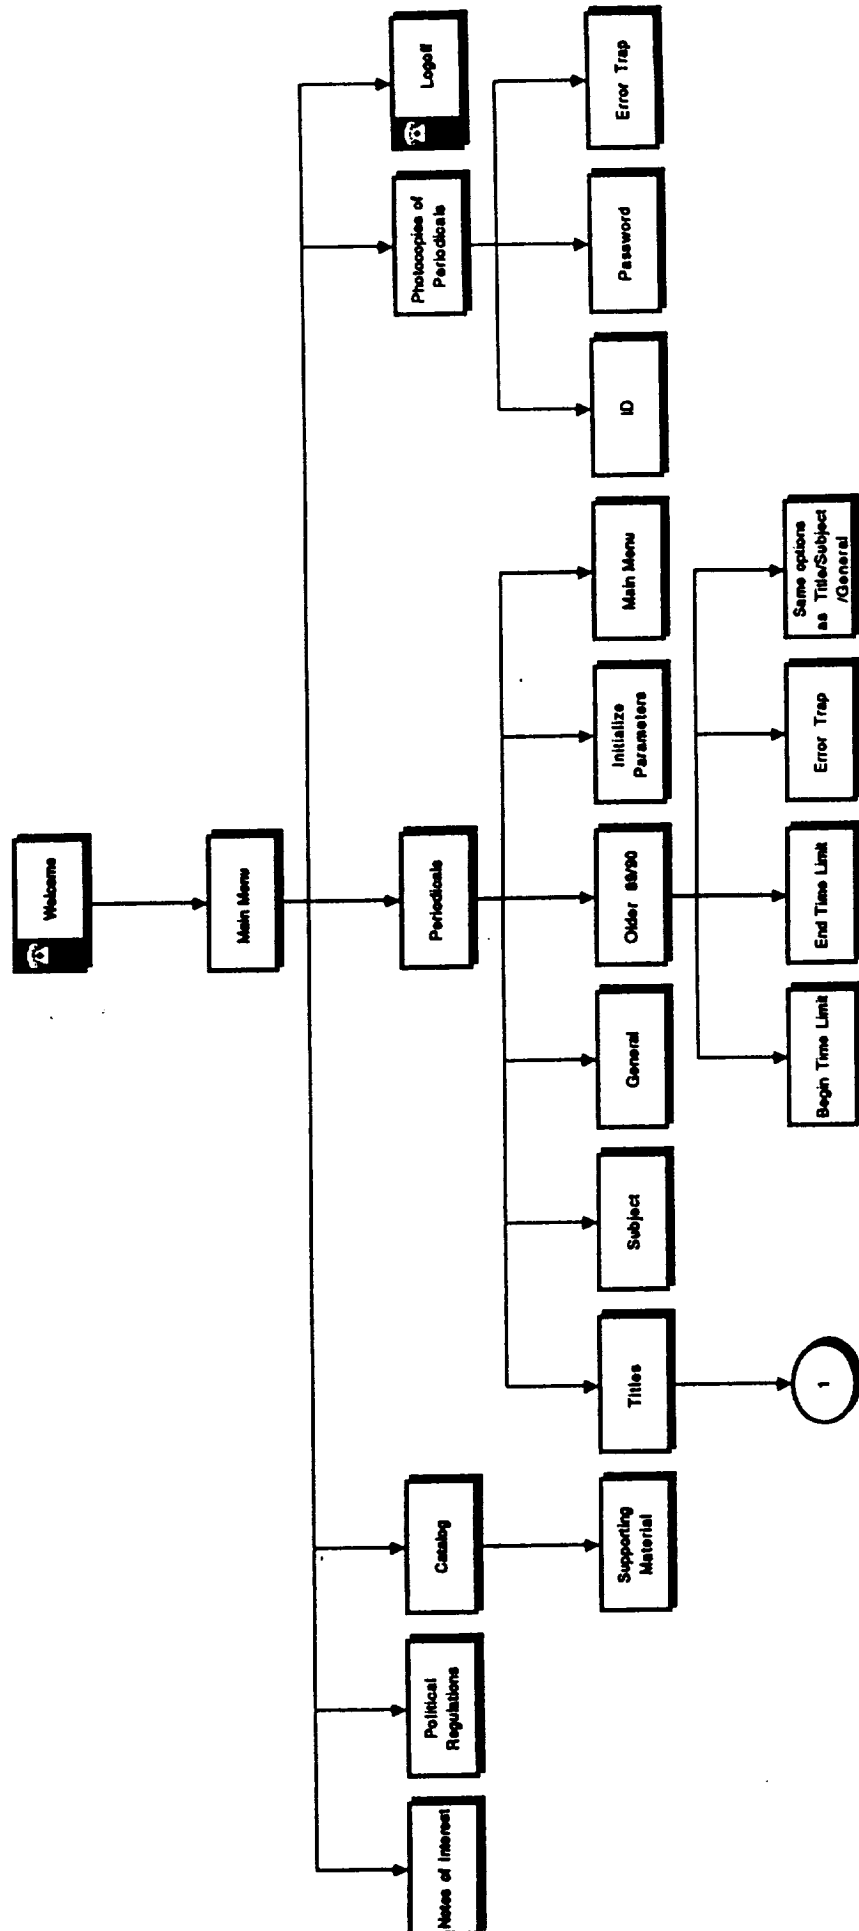 Welcome
Main Menu
Notes of Interest
Political
Regulations
Catalog
Periodicals
Photocopies of
Periodicals
Logoff
Supporting
Material
Titles
Subject
General
Older 89/90
Initialize
Parameters
Main Menu
ID
Password
Error Trap
1
Begin Time Limit
End Time Limit
Error Trap
Same options
as Title/Subject
/General